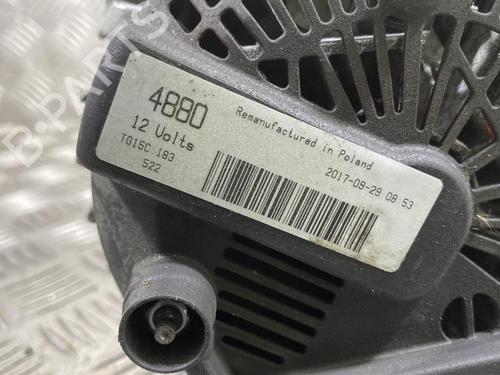 4880
12 Volts
TG15C 183
522
Remanufactured in Poland
2017-09-29 08 53
B-PARTS